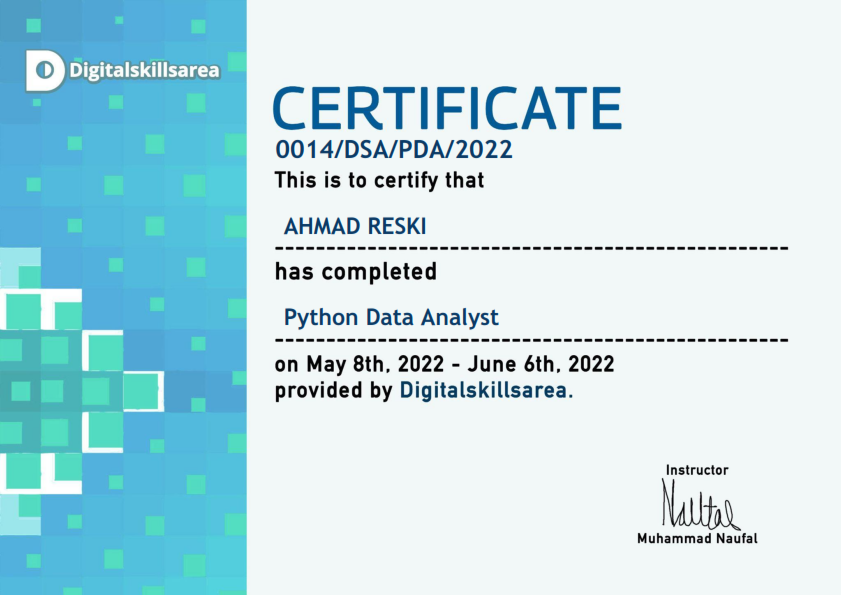 Digitalskillsarea
CERTIFICATE
0014/DSA/PDA/2022
This is to certify that
AHMAD RESKI
has completed
Python Data Analyst
on May 8th, 2022 - June 6th, 2022
provided by Digitalskillsarea.
Instructor
Naufal
Muhammad Naufal